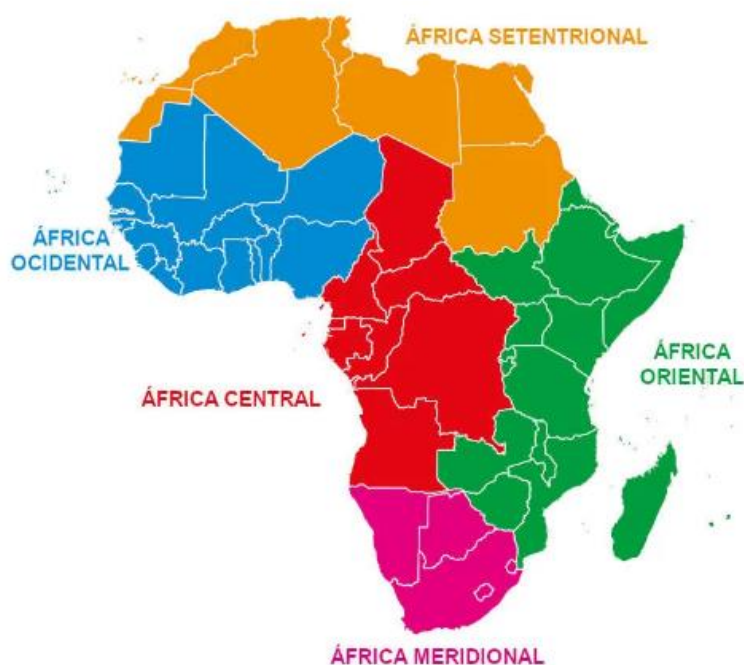 ÁFRICA SETENTRIONAL
ÁFRICA
OCIDENTAL
ÁFRICA
ORIENTAL
ÁFRICA CENTRAL
ÁFRICA MERIDIONAL